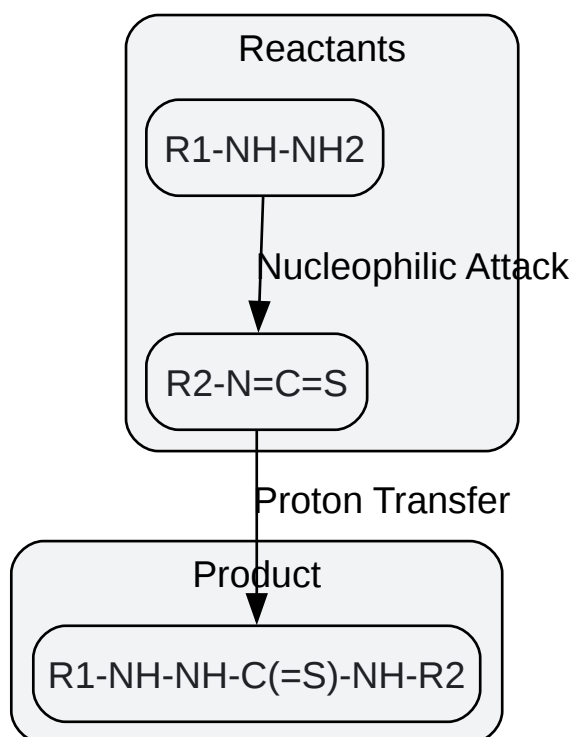 Reactants
R1-NH-NH2
Nucleophilic Attack
R2-N=C=S
Proton Transfer
Product
R1-NH-NH-C(=S)-NH-R2